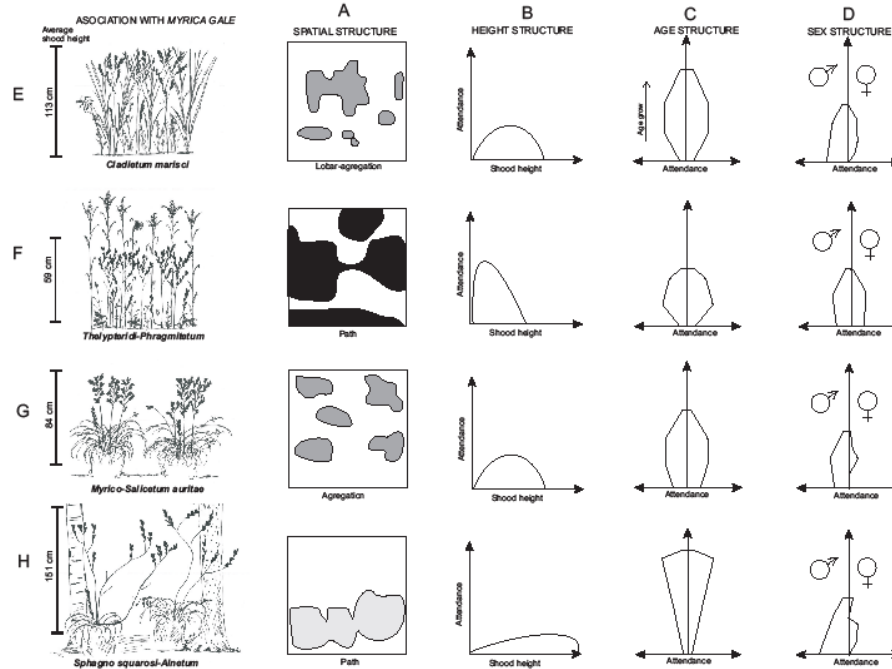 A B C D
ASOCIATION WITH MYRICA GALE
SPATIAL STRUCTURE HEIGHT STRUCTURE AGE STRUCTURE SEX STRUCTURE
Average
shood height
E
113 cm
Cladietum marisci
Lobar-agregation
Attendance
Shood height
Age grow
Attendance
Attendance
F
59 cm
Thelypteridi-Phragmitetum
Path
Attendance
Shood height
Attendance
Attendance
G
84 cm
Myrico-Salicetum auritae
Agregation
Attendance
Shood height
Attendance
Attendance
H
151 cm
Sphagno squarosi-Alnetum
Path
Attendance
Shood height
Attendance
Attendance